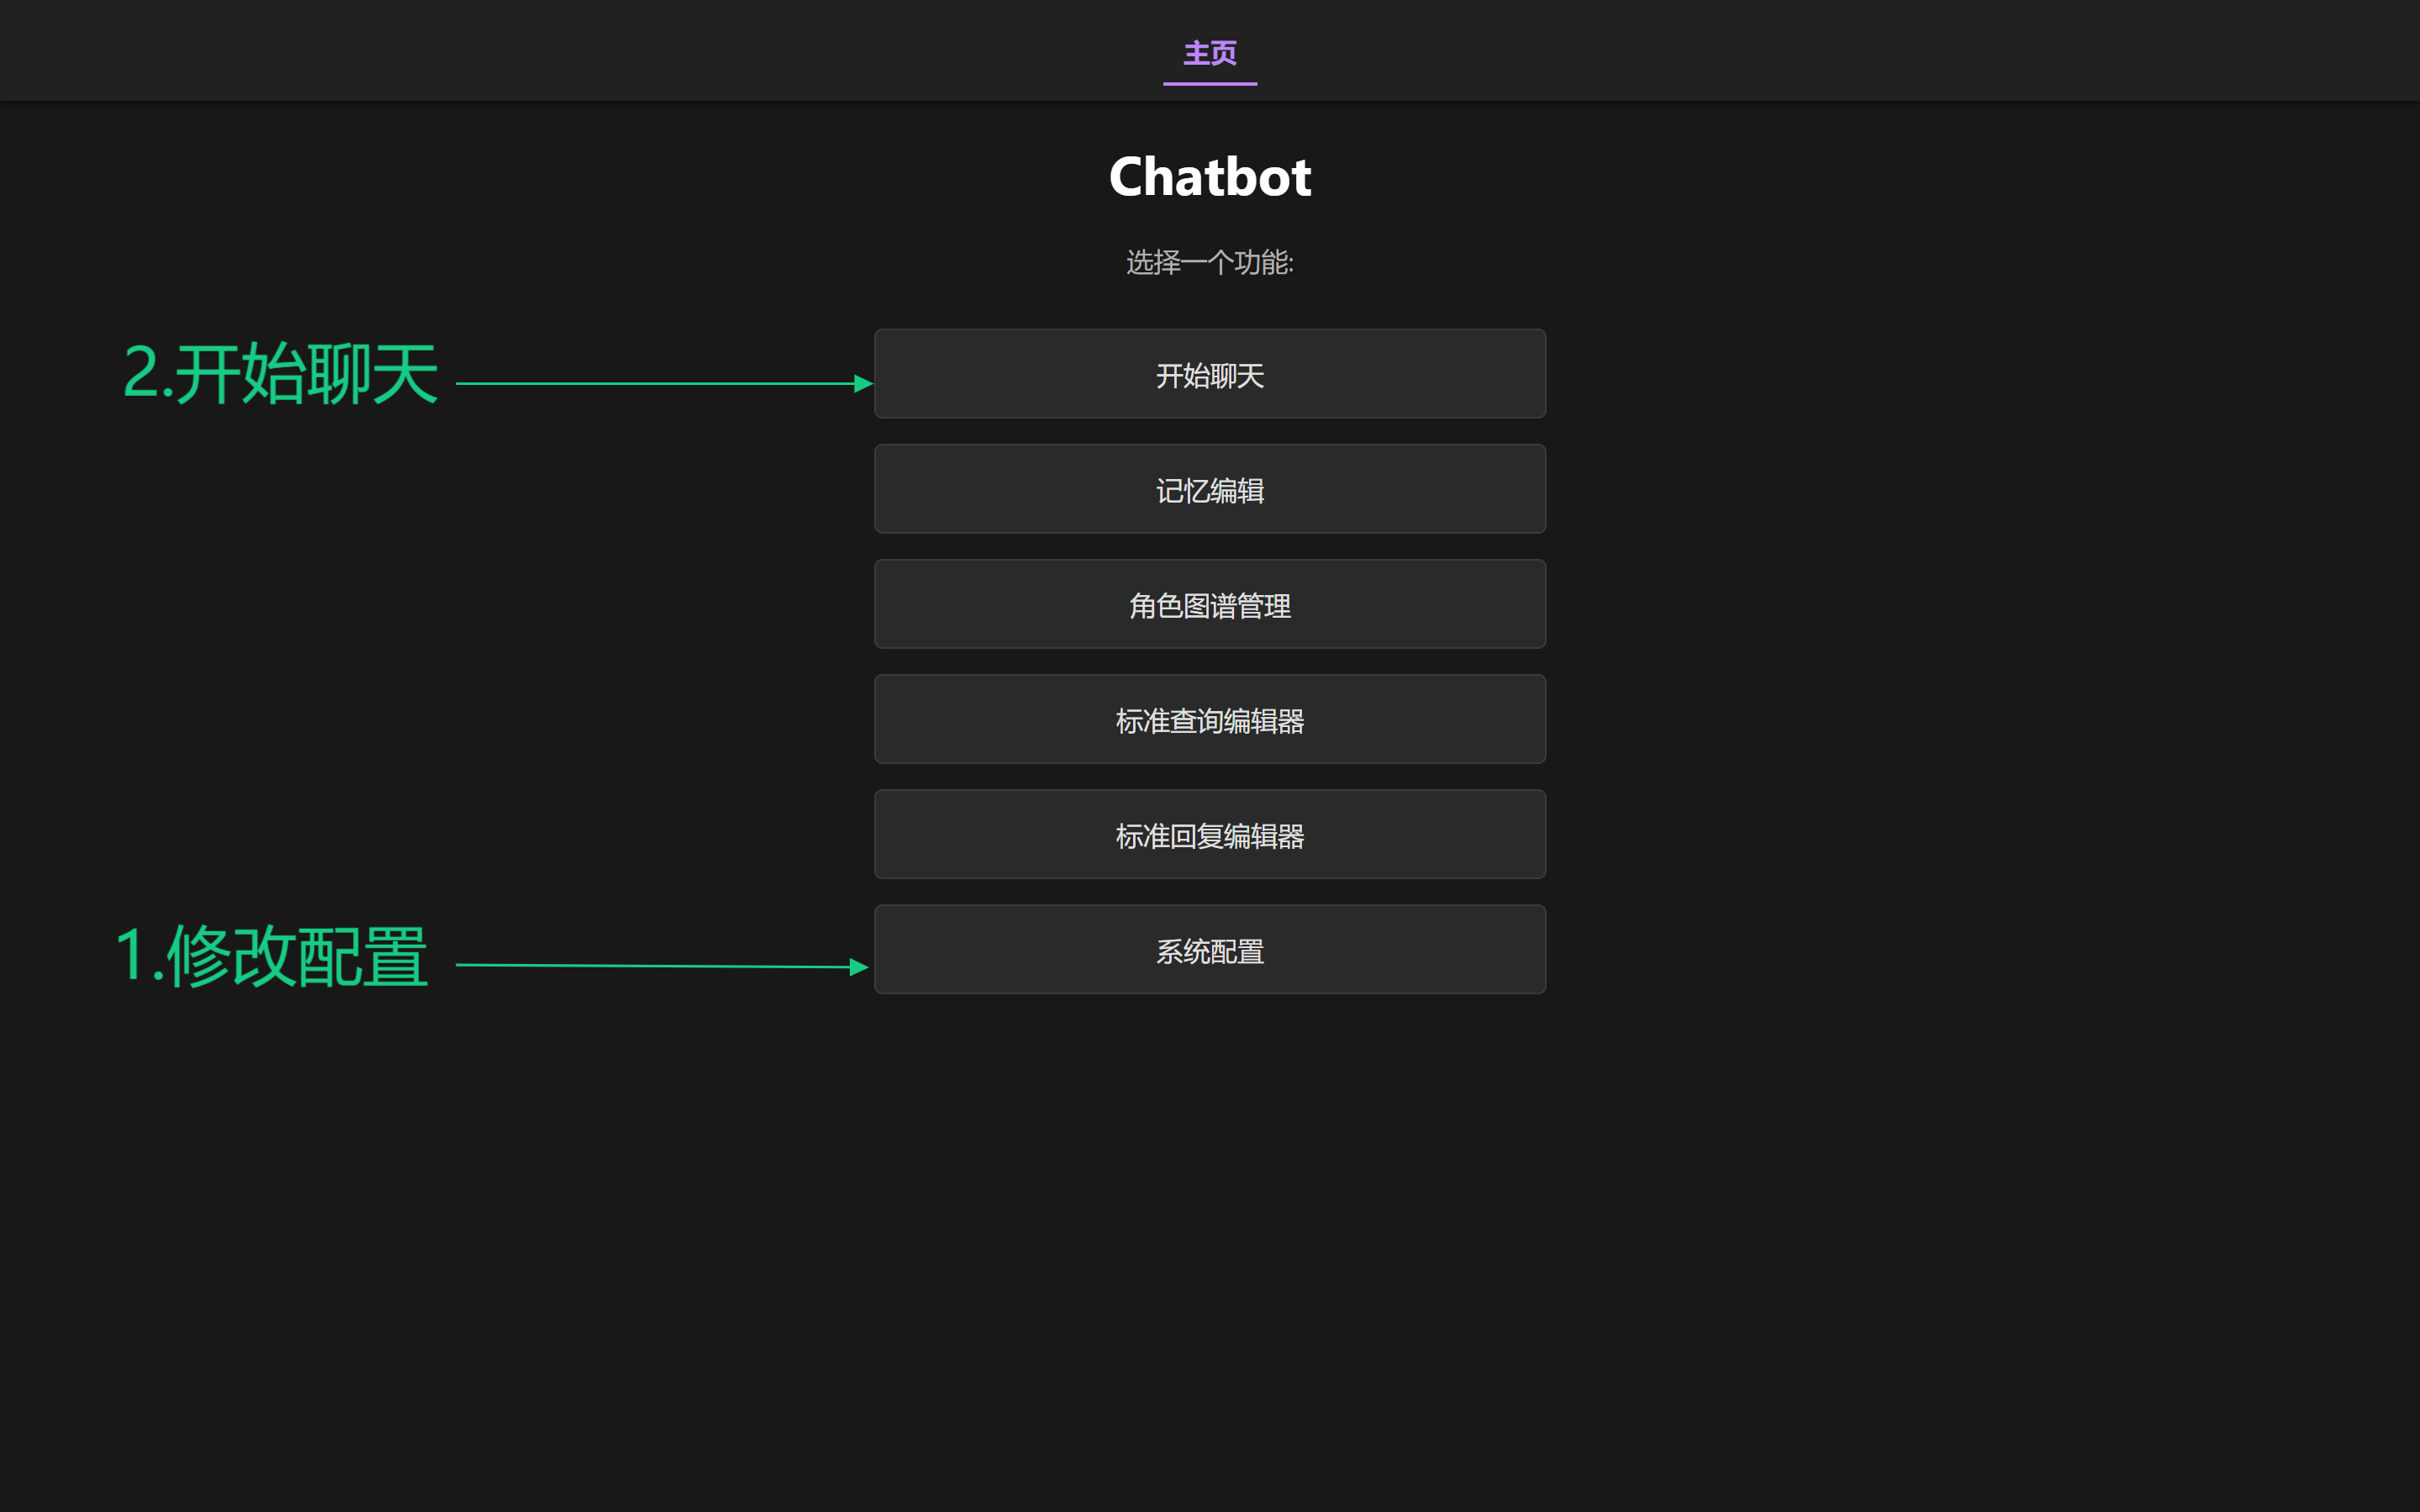 主页
Chatbot
选择一个功能:
2.开始聊天
开始聊天
记忆编辑
角色图谱管理
标准查询编辑器
标准回复编辑器
1.修改配置
系统配置